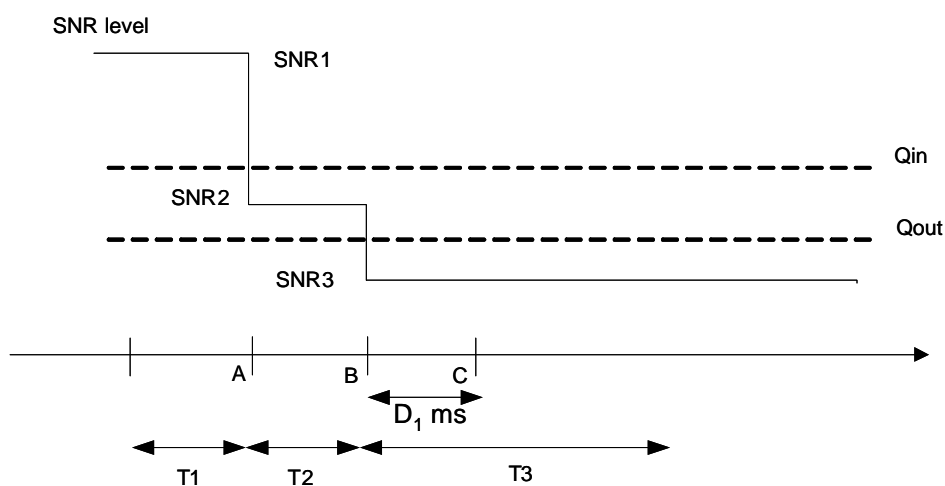 SNR level
SNR1
Qin
SNR2
Qout
SNR3
A B C
D1 ms
T1 T2 T3